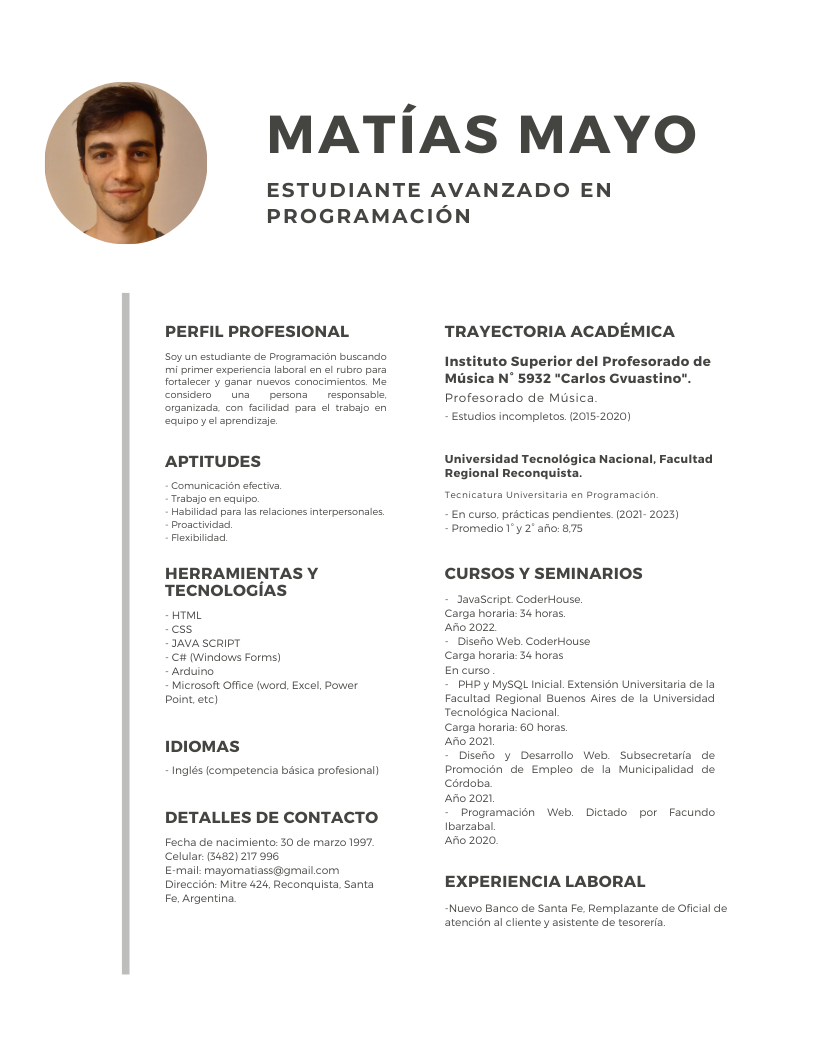 MATÍAS MAYO
ESTUDIANTE AVANZADO EN
PROGRAMACIÓN
PERFIL PROFESIONAL
Soy un estudiante de Programación buscando
mí primer experiencia laboral en el rubro para
fortalecer y ganar nuevos conocimientos. Me
considero una persona responsable,
organizada, con facilidad para el trabajo en
equipo y el aprendizaje.
APTITUDES
- Comunicación efectiva.
- Trabajo en equipo.
- Habilidad para las relaciones interpersonales.
- Proactividad.
- Flexibilidad.
HERRAMIENTAS Y
TECNOLOGÍAS
- HTML
- CSS
- JAVA SCRIPT
- C# (Windows Forms)
- Arduino
- Microsoft Office (word, Excel, Power
Point, etc)
IDIOMAS
- Inglés (competencia básica profesional)
DETALLES DE CONTACTO
Fecha de nacimiento: 30 de marzo 1997.
Celular: (3482) 217 996
E-mail: mayomatiass@gmail.com
Dirección: Mitre 424, Reconquista, Santa
Fe, Argentina.
TRAYECTORIA ACADÉMICA
Instituto Superior del Profesorado de
Música N° 5932 "Carlos Gvuastino".
Profesorado de Música.
- Estudios incompletos. (2015-2020)
Universidad Tecnológica Nacional, Facultad
Regional Reconquista.
Tecnicatura Universitaria en Programación.
- En curso, prácticas pendientes. (2021- 2023)
- Promedio 1° y 2° año: 8,75
CURSOS Y SEMINARIOS
- JavaScript. CoderHouse.
Carga horaria: 34 horas.
Año 2022.
- Diseño Web. CoderHouse
Carga horaria: 34 horas
En curso .
- PHP y MySQL Inicial. Extensión Universitaria de la
Facultad Regional Buenos Aires de la Universidad
Tecnológica Nacional.
Carga horaria: 60 horas.
Año 2021.
- Diseño y Desarrollo Web. Subsecretaría de
Promoción de Empleo de la Municipalidad de
Córdoba.
Año 2021.
- Programación Web. Dictado por Facundo
Ibarzabal.
Año 2020.
EXPERIENCIA LABORAL
-Nuevo Banco de Santa Fe, Remplazante de Oficial de
atención al cliente y asistente de tesorería.